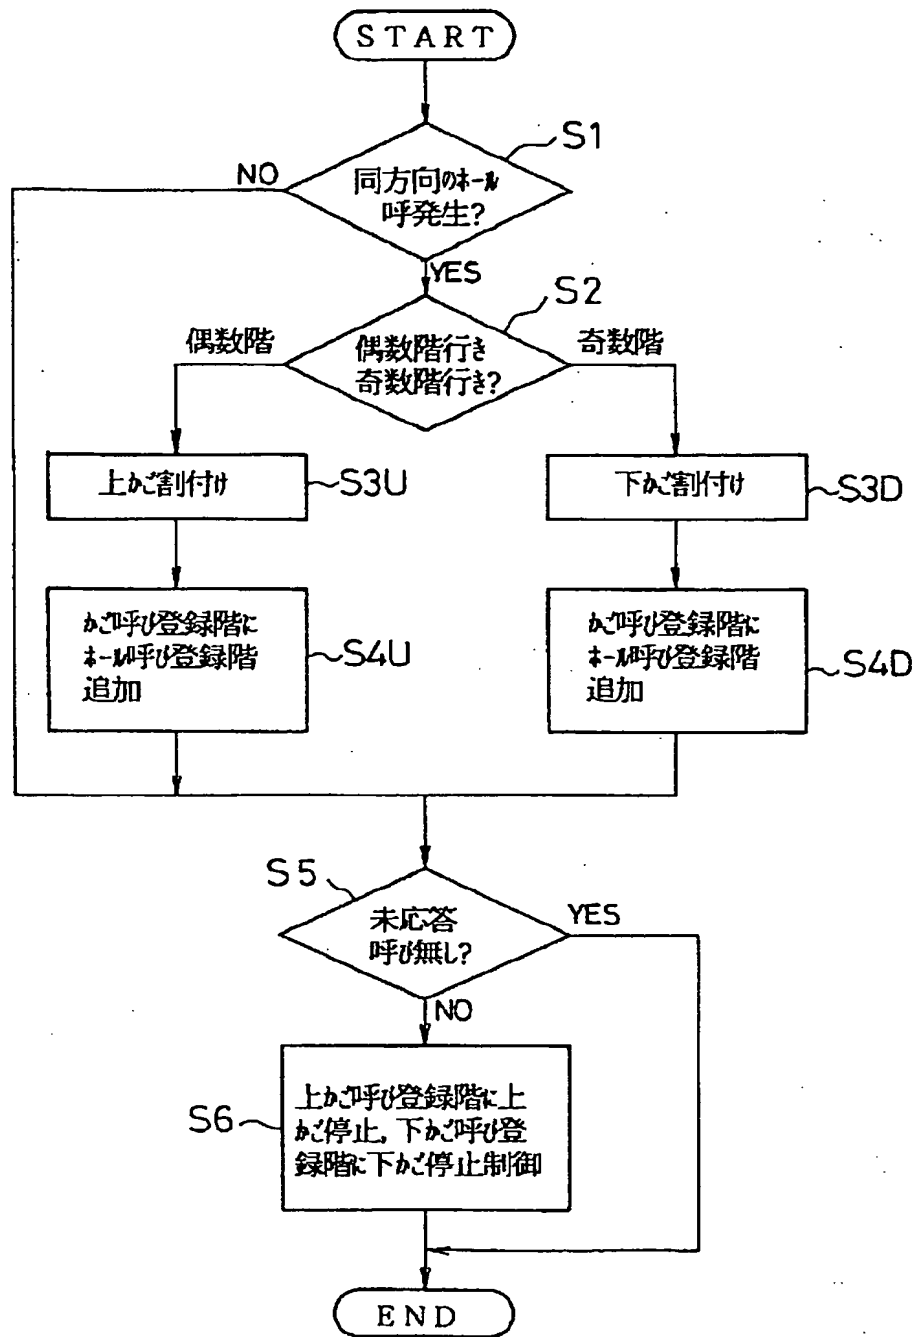 START
S1
NO
同方向のホール
呼発生?
YES
S2
偶数階
偶数階行き
奇数階行き?
奇数階
上かご割付け
S3U
下かご割付け
S3D
かご呼び登録階に
ホール呼び登録階
追加
S4U
かご呼び登録階に
ホール呼び登録階
追加
S4D
S5
未応答
呼び無し?
YES
NO
S6
上かご呼び登録階に上
かご停止,下かご呼び登
録階に下かご停止制御
END